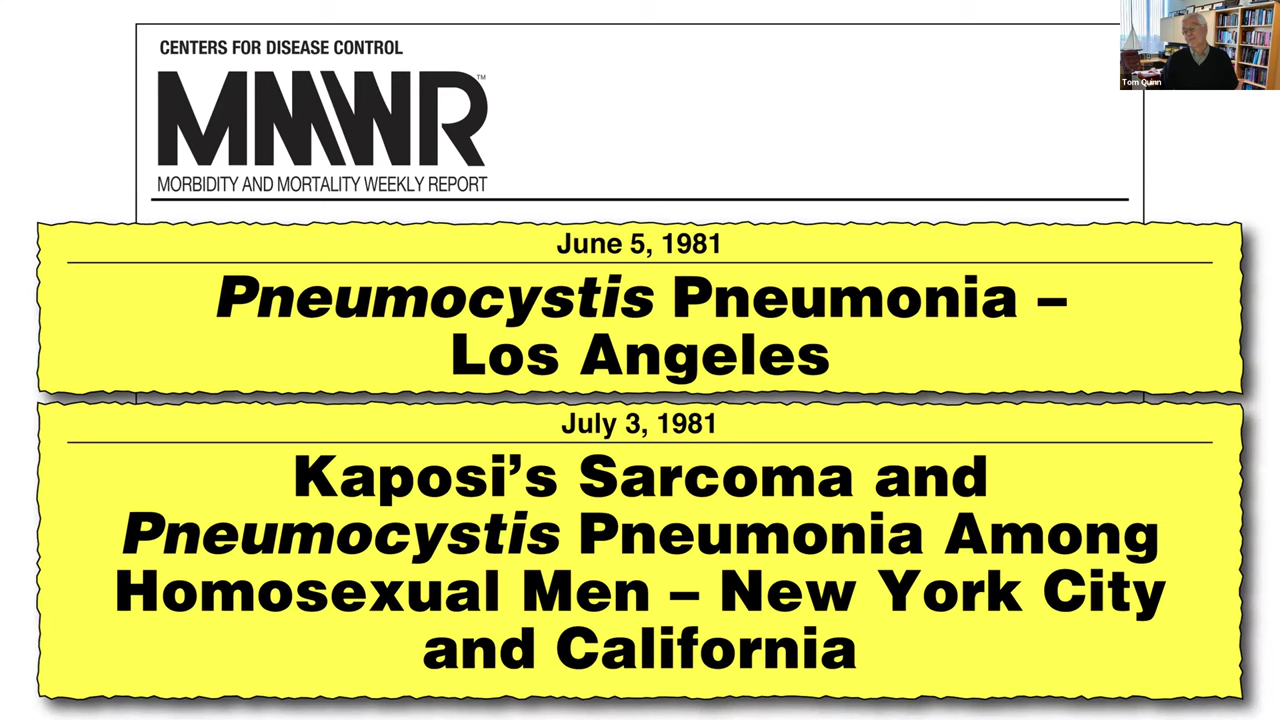 CENTERS FOR DISEASE CONTROL
MMWR™
MORBIDITY AND MORTALITY WEEKLY REPORT
Tom Quinn
June 5, 1981
Pneumocystis Pneumonia –
Los Angeles
July 3, 1981
Kaposi’s Sarcoma and
Pneumocystis Pneumonia Among
Homosexual Men – New York City
and California